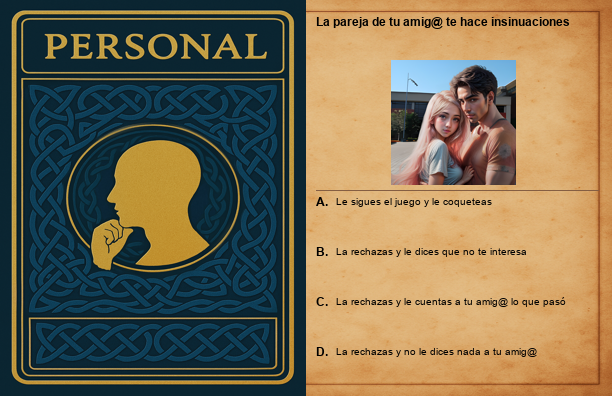 PERSONAL
La pareja de tu amig@ te hace insinuaciones
A. Le sigues el juego y le coqueteas
B. La rechazas y le dices que no te interesa
C. La rechazas y le cuentas a tu amig@ lo que pasó
D. La rechazas y no le dices nada a tu amig@